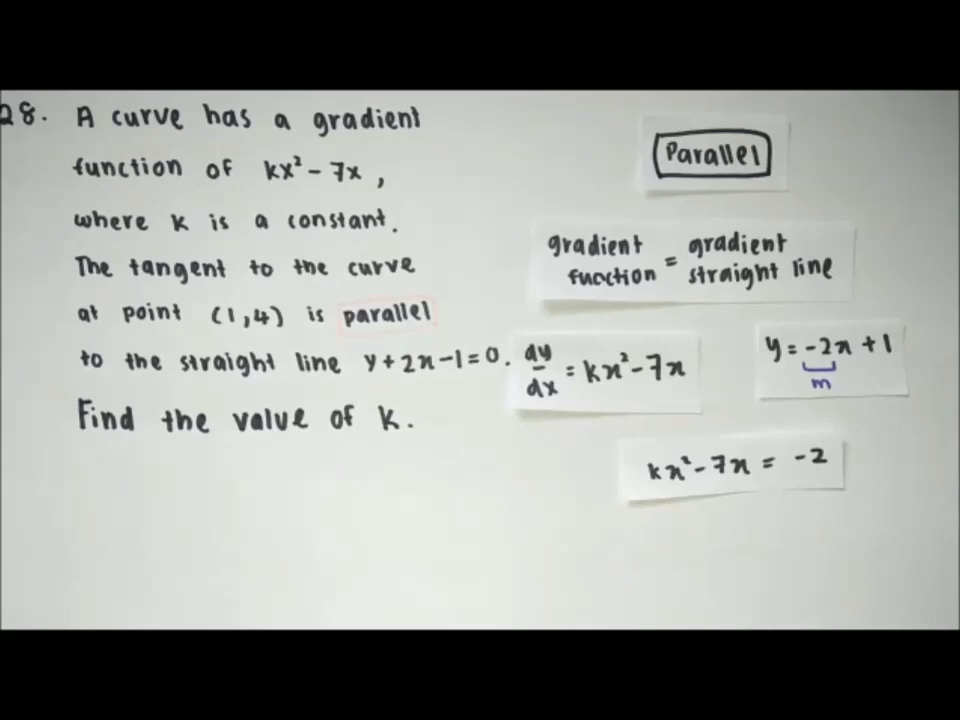 28. A curve has a gradient
function of kx² - 7x,
where k is a constant.
The tangent to the curve
at point (1,4) is parallel
to the straight line y + 2x - 1 = 0.
Find the value of k.
Parallel
gradient function = gradient straight line
dy/dx = kx² - 7x
y = -2x + 1
m
kx² - 7x = -2